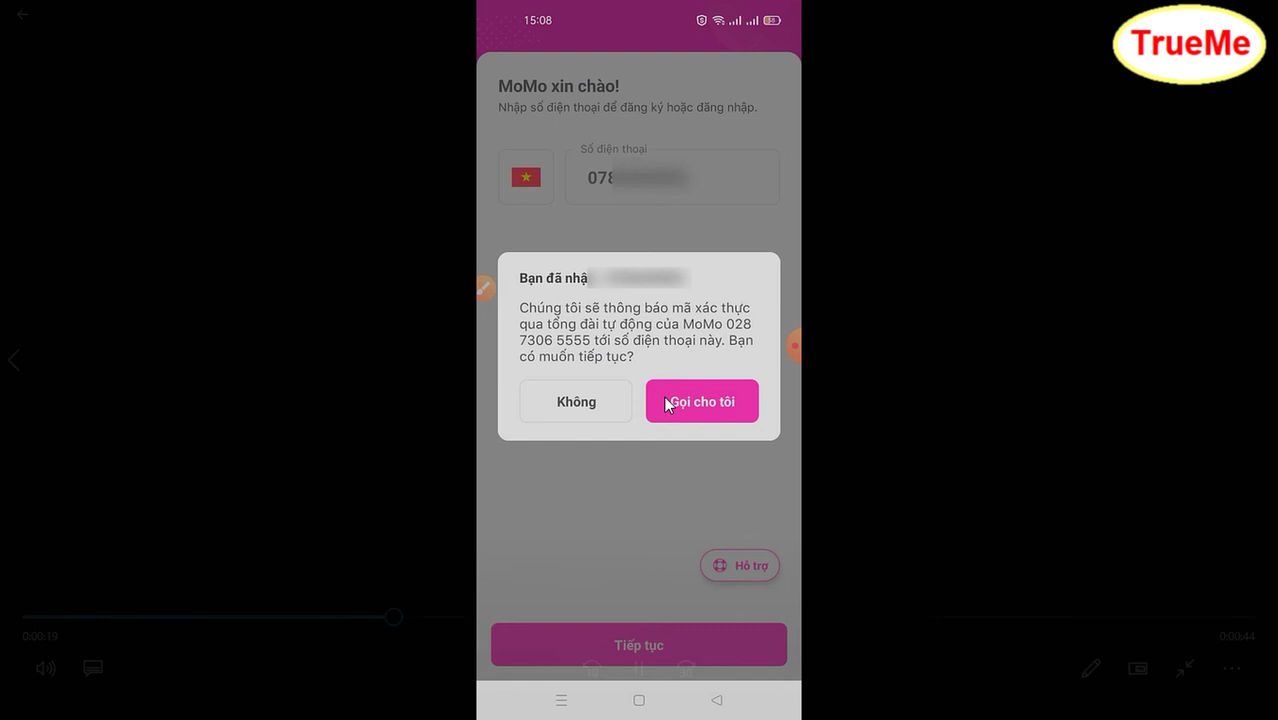 TrueMe
15:08
MoMo xin chào!
Nhập số điện thoại để đăng ký hoặc đăng nhập.
Số điện thoại
078
Bạn đã
Chúng tôi sẽ thông báo mã xác thực
qua tổng đài tự động của MoMo 028
7306 5555 tới số điện thoại này. Bạn
có muốn tiếp tục?
Không
Gọi cho tôi
Hỗ trợ
Tiếp tục
0:00:19
0:00:44